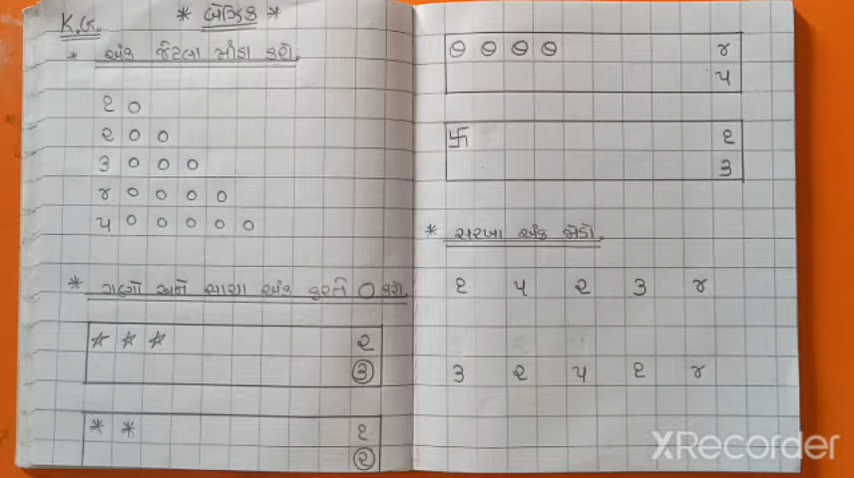 K.G.
* બેઝિક *
* અંક જેટલા મીંડા કરો.
૧ ૦
૨ ૦ ૦
૩ ૦ ૦ ૦
૪ ૦ ૦ ૦ ૦
૫ ૦ ૦ ૦ ૦ ૦
* ગણો અને સાચા અંક ફરતે ૦ કરો.
૨
૩
* *
૧
૨
૪
૫
卐
૧
૩
* સરખા અંક જોડો.
૧ ૫ ૨ ૩ ૪
૩ ૨ ૫ ૧ ૪
XRecorder